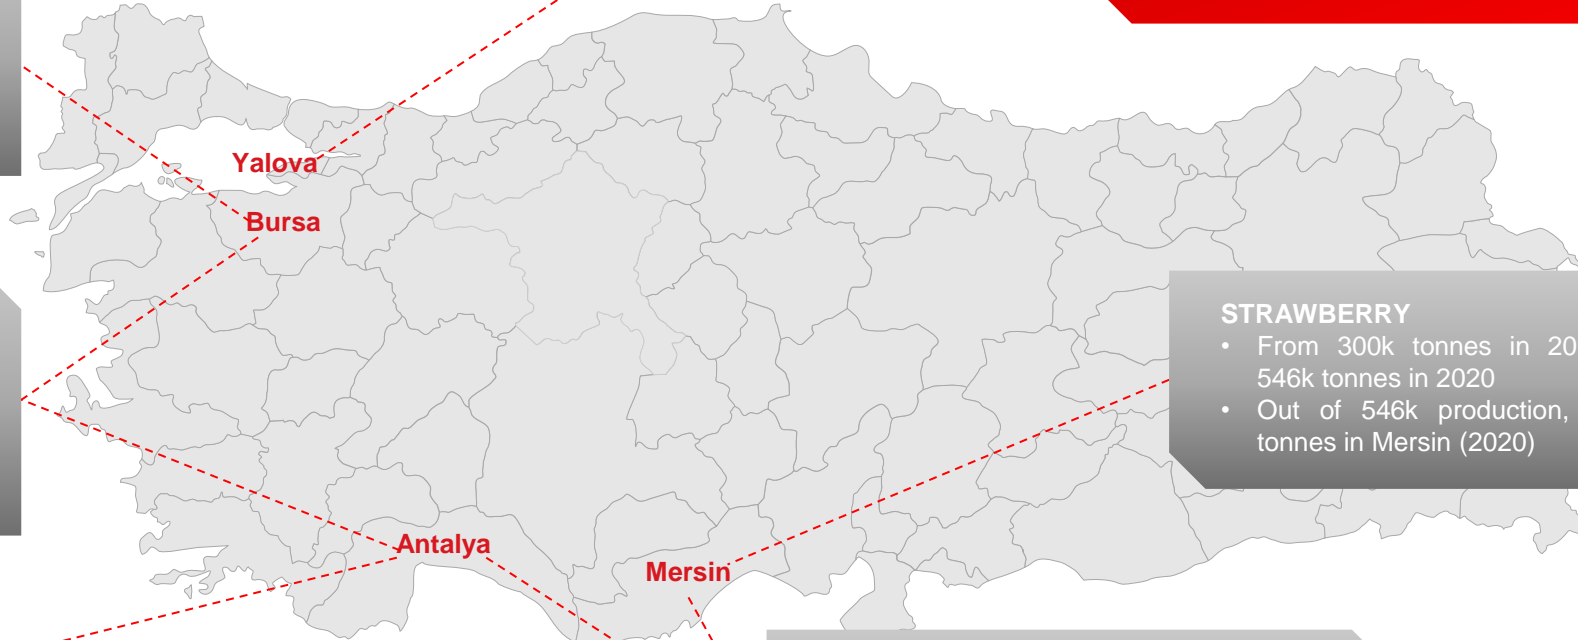 Yalova
Bursa
STRAWBERRY
• From 300k tonnes in 20
546k tonnes in 2020
• Out of 546k production,
tonnes in Mersin (2020)
Antalya
Mersin